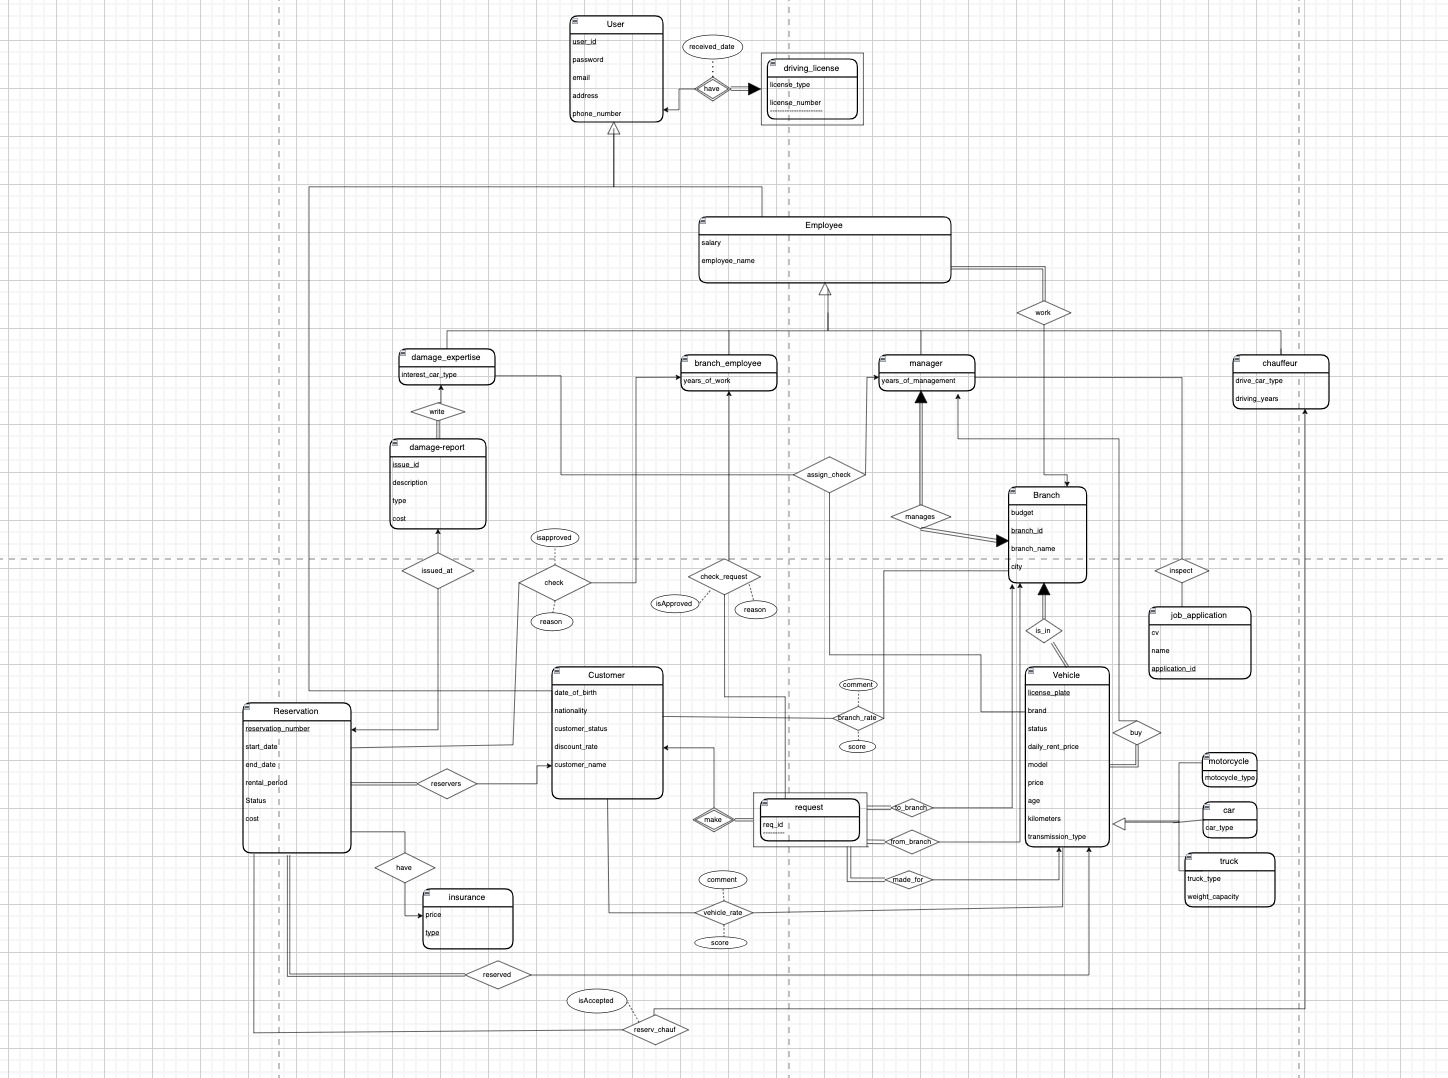 User
user_id
password
email
address
phone_number
received_date
have
driving_license
license_type
license_number
Employee
salary
employee_name
work
damage_expertise
interest_car_type
branch_employee
years_of_work
manager
years_of_management
chauffeur
drive_car_type
driving_years
write
damage-report
issue_id
description
type
cost
assign_check
manages
Branch
budget
branch_id
branch_name
city
issued_at
isapproved
check
reason
check_request
isApproved
reason
inspect
job_application
cv
name
application_id
is_in
Customer
date_of_birth
nationality
customer_status
discount_rate
customer_name
comment
branch_rate
score
Vehicle
license_plate
brand
status
daily_rent_price
model
price
age
kilometers
transmission_type
buy
Reservation
reservation_number
start_date
end_date
rental_period
Status
cost
reservers
make
request
req_id
to_branch
from_branch
made_for
motorcycle
motocycle_type
car
car_type
truck
truck_type
weight_capacity
have
insurance
price
type
comment
vehicle_rate
score
reserved
isAccepted
reserv_chauf